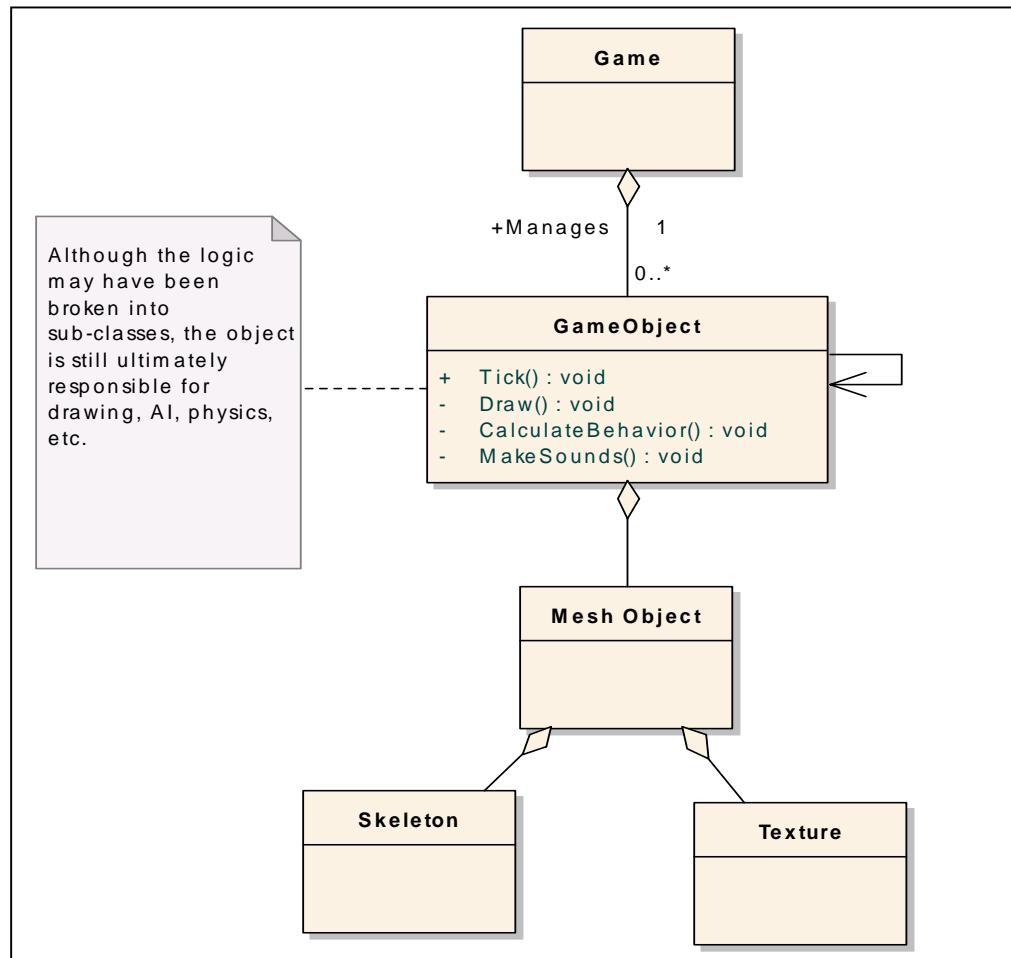 Game
+Manages 1
0..*
Although the logic
may have been
broken into
sub-classes, the object
is still ultimately
responsible for
drawing, AI, physics,
etc.
GameObject
+ Tick() : void
- Draw() : void
- CalculateBehavior() : void
- MakeSounds() : void
Mesh Object
Skeleton
Texture